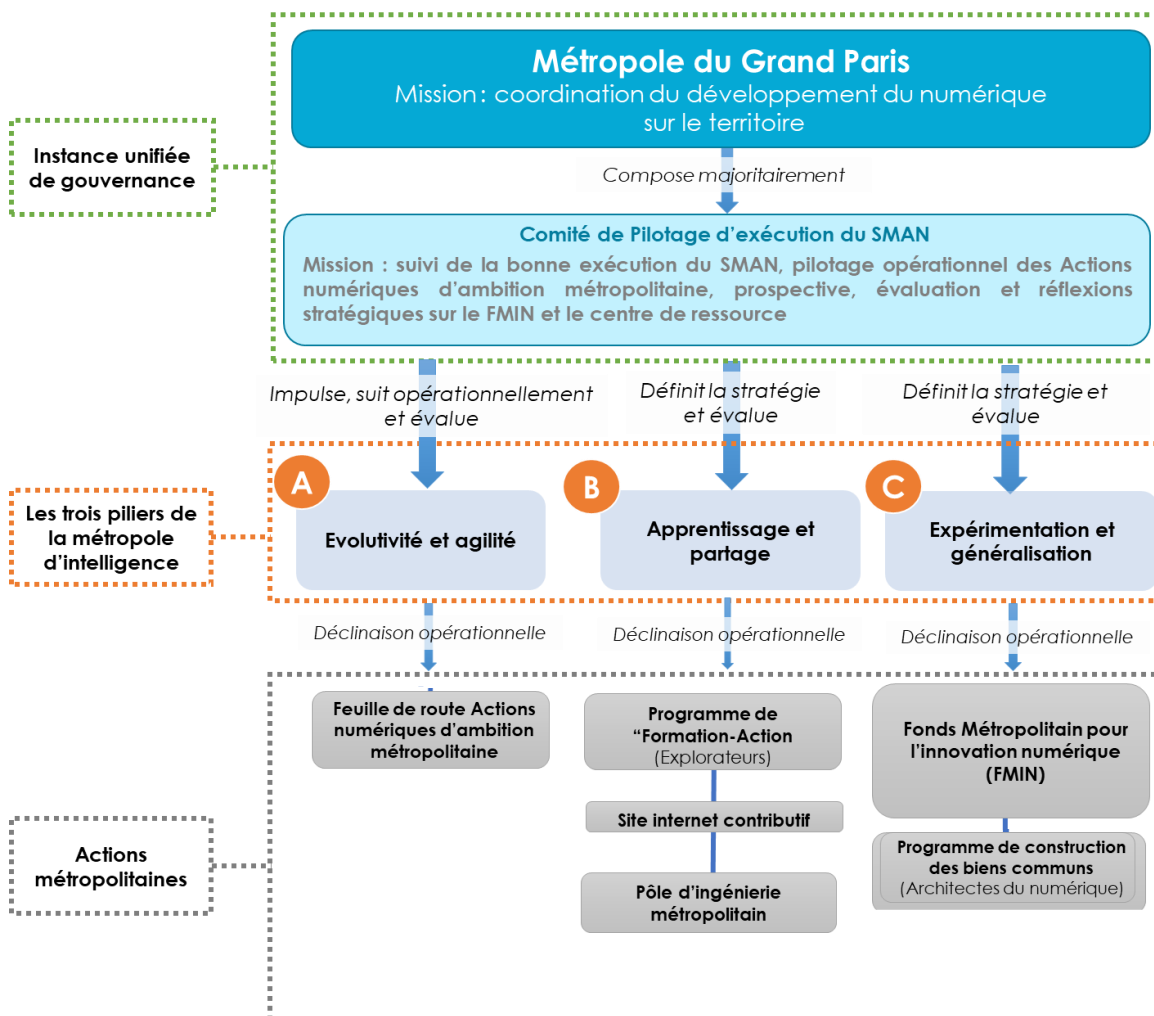 Métropole du Grand Paris
Mission : coordination du développement du numérique
sur le territoire
Instance unifiée
de gouvernance
Compose majoritairement
Comité de Pilotage d'exécution du SMAN
Mission : suivi de la bonne exécution du SMAN, pilotage opérationnel des Actions
numériques d'ambition métropolitaine, prospective, évaluation et réflexions
stratégiques sur le FMIN et le centre de ressource
Impulse, suit opérationnellement
et évalue
Définit la stratégie
et évalue
Définit la stratégie et
évalue
Les trois piliers de
la métropole
d'intelligence
A
Evolutivité et agilité
B
Apprentissage et
partage
C
Expérimentation et
généralisation
Déclinaison opérationnelle
Déclinaison opérationnelle
Déclinaison opérationnelle
Actions
métropolitaines
Feuille de route Actions
numériques d'ambition
métropolitaine
Programme de
“Formation-Action
(Explorateurs)
Site internet contributif
Pôle d'ingénierie
métropolitain
Fonds Métropolitain pour
l'innovation numérique
(FMIN)
Programme de construction
des biens communs
(Architectes du numérique)